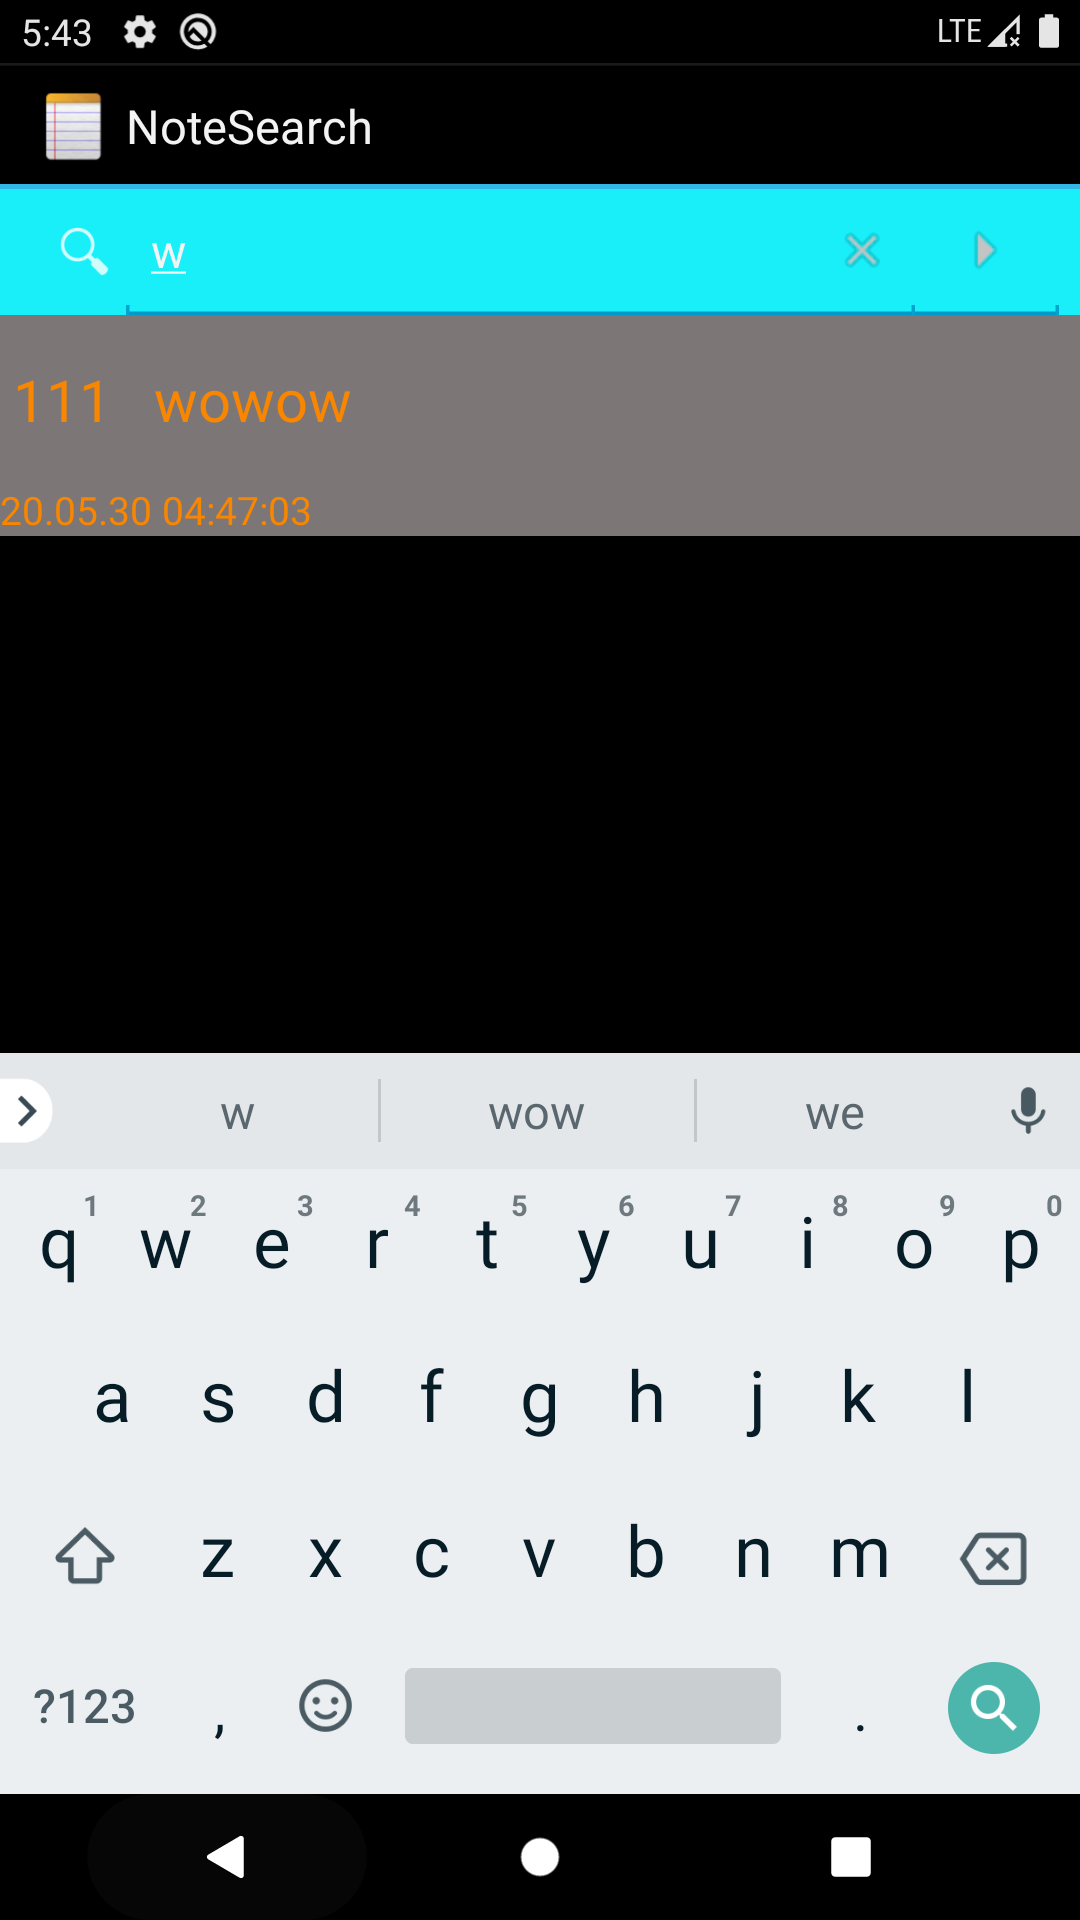 5:43 LTE
NoteSearch
w
111 wowow
20.05.30 04:47:03
w wow we
1 2 3 4 5 6 7 8 9 0
q w e r t y u i o p
a s d f g h j k l
z x c v b n m
?123 , .